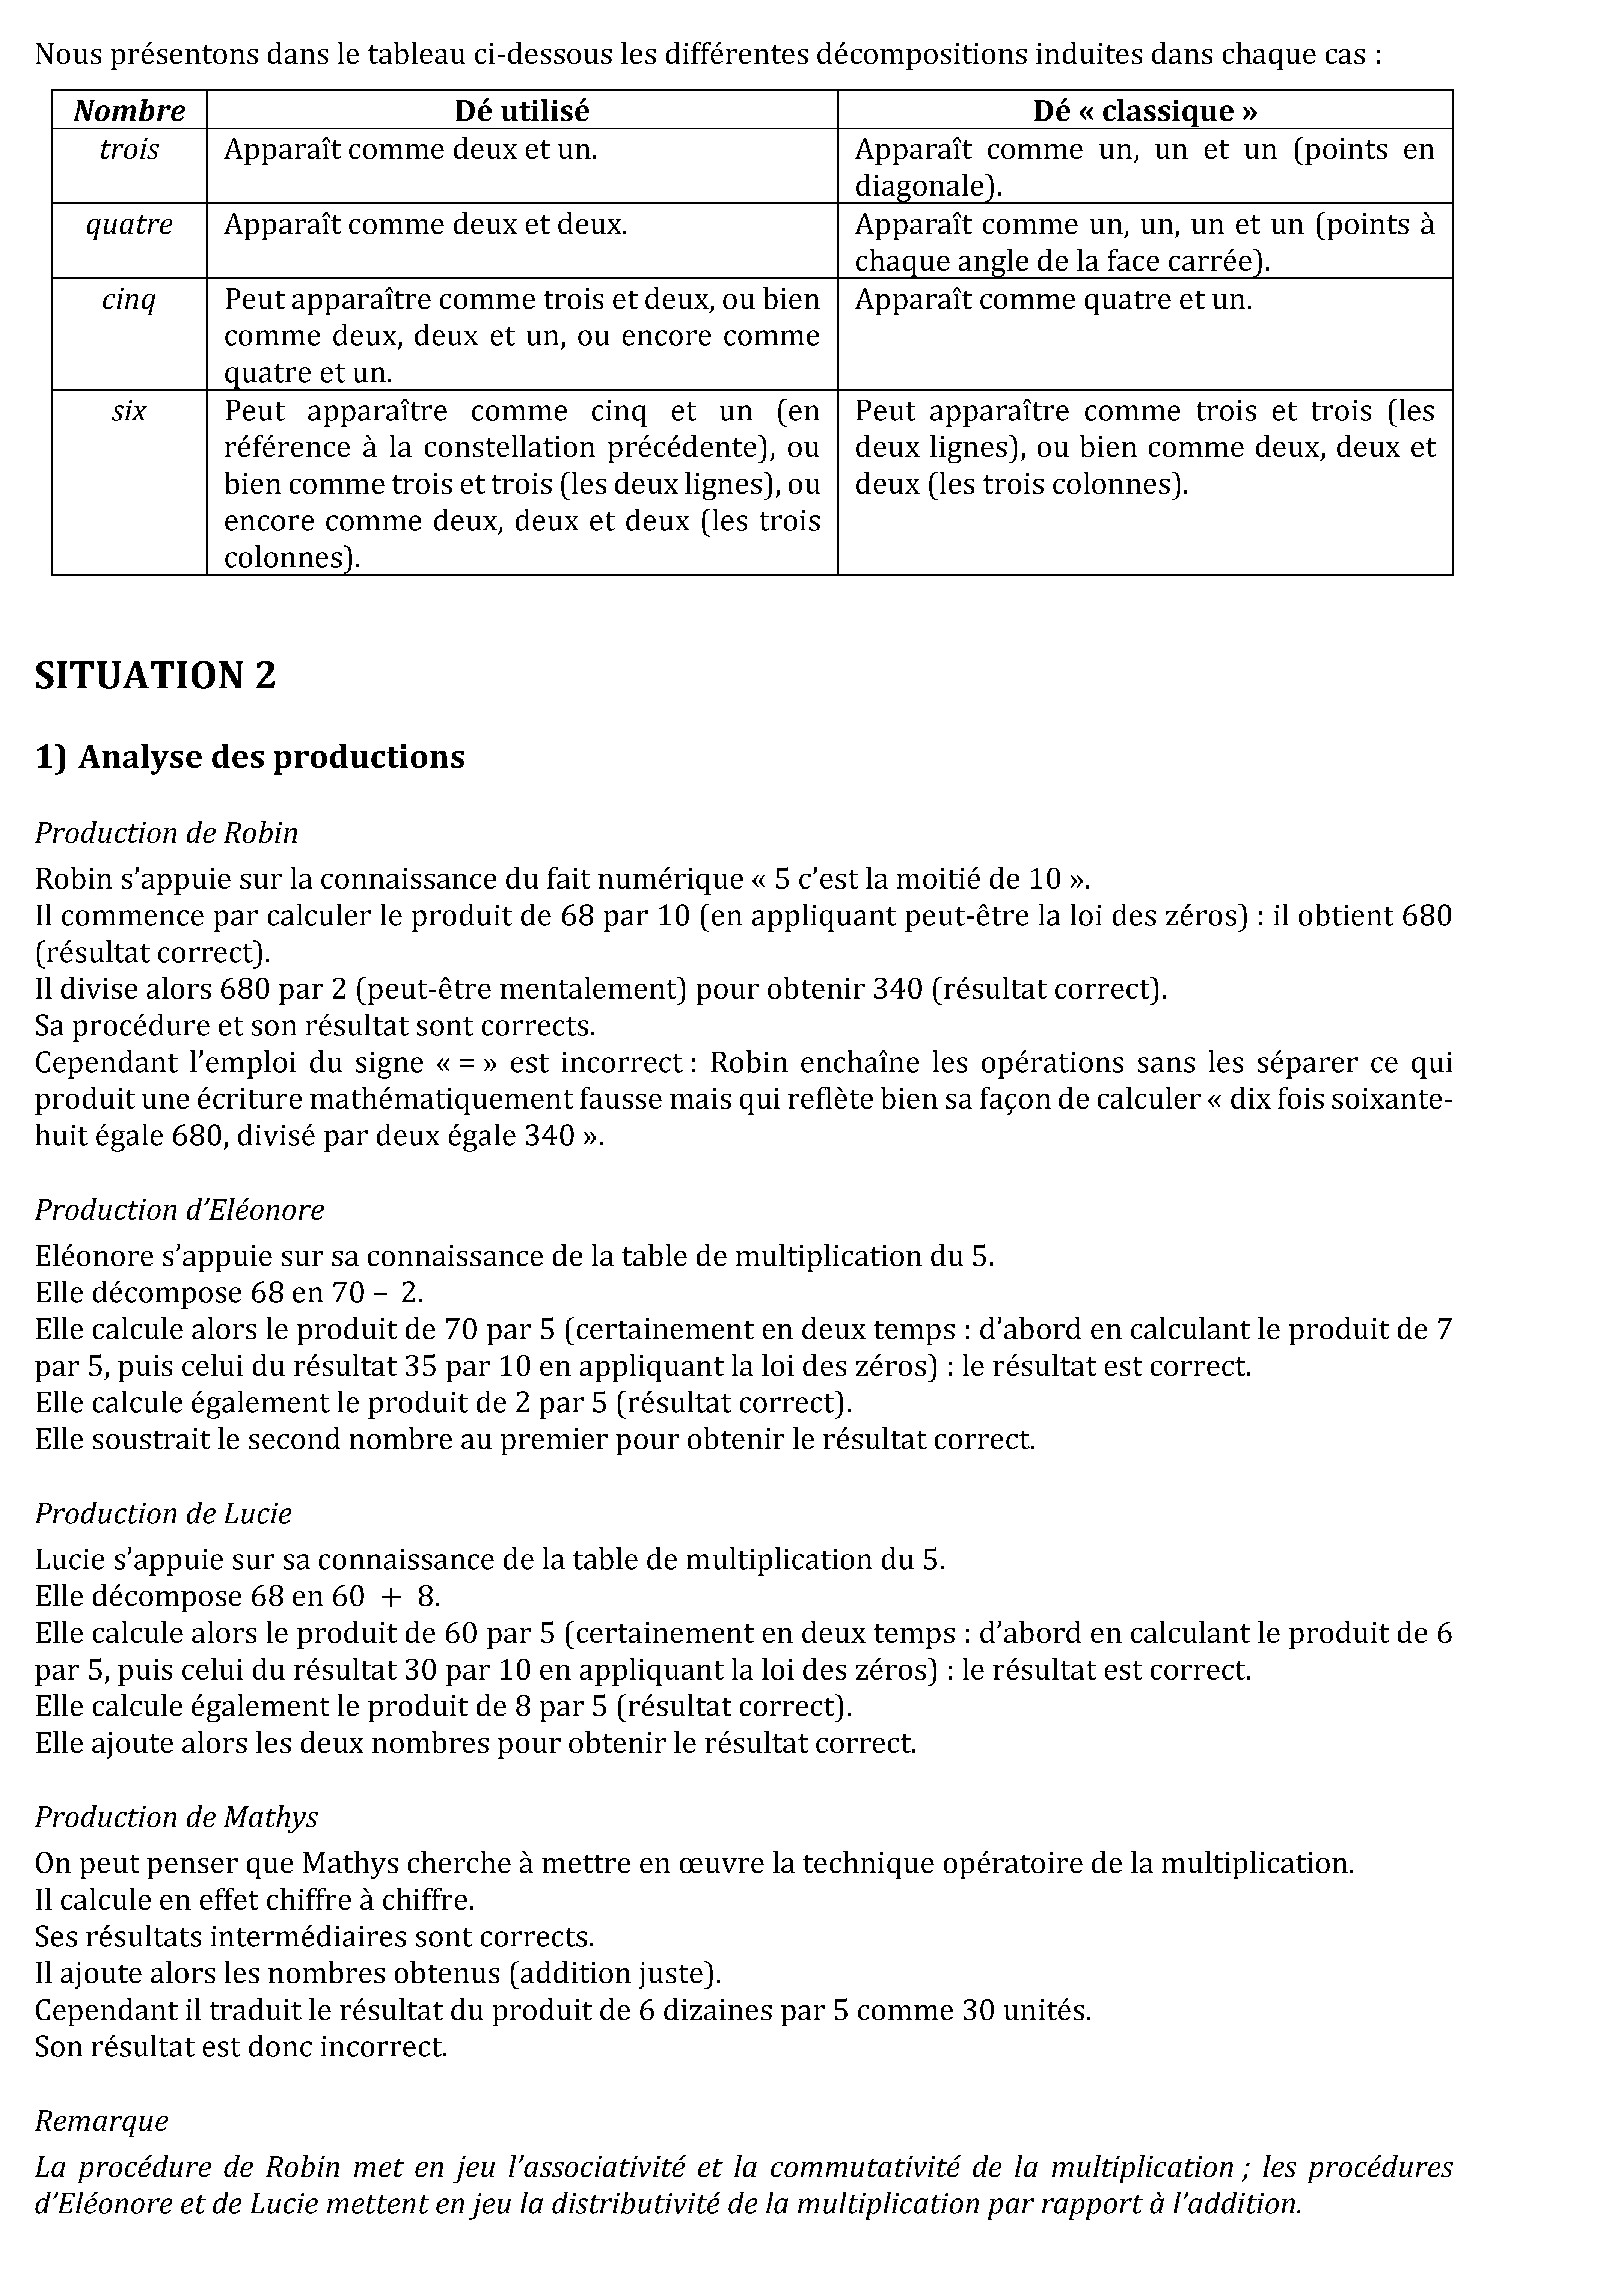 Nous présentons dans le tableau ci-dessous les différentes décompositions induites dans chaque cas :
Nombre
Dé utilisé
Dé « classique »
trois
Apparaît comme deux et un.
Apparaît comme un, un et un (points en
diagonale).
quatre
Apparaît comme deux et deux.
Apparaît comme un, un, un et un (points à
chaque angle de la face carrée).
cinq
Peut apparaître comme trois et deux, ou bien
comme deux, deux et un, ou encore comme
quatre et un.
Apparaît comme quatre et un.
six
Peut apparaître comme cinq et un (en
référence à la constellation précédente), ou
bien comme trois et trois (les deux lignes), ou
encore comme deux, deux et deux (les trois
colonnes).
Peut apparaître comme trois et trois (les
deux lignes), ou bien comme deux, deux et
deux (les trois colonnes).
SITUATION 2
1) Analyse des productions
Production de Robin
Robin s’appuie sur la connaissance du fait numérique « 5 c’est la moitié de 10 ».
Il commence par calculer le produit de 68 par 10 (en appliquant peut-être la loi des zéros) : il obtient 680
(résultat correct).
Il divise alors 680 par 2 (peut-être mentalement) pour obtenir 340 (résultat correct).
Sa procédure et son résultat sont corrects.
Cependant l’emploi du signe « = » est incorrect : Robin enchaîne les opérations sans les séparer ce qui
produit une écriture mathématiquement fausse mais qui reflète bien sa façon de calculer « dix fois soixante-
huit égale 680, divisé par deux égale 340 ».
Production d’Eléonore
Eléonore s’appuie sur sa connaissance de la table de multiplication du 5.
Elle décompose 68 en 70 – 2.
Elle calcule alors le produit de 70 par 5 (certainement en deux temps : d’abord en calculant le produit de 7
par 5, puis celui du résultat 35 par 10 en appliquant la loi des zéros) : le résultat est correct.
Elle calcule également le produit de 2 par 5 (résultat correct).
Elle soustrait le second nombre au premier pour obtenir le résultat correct.
Production de Lucie
Lucie s’appuie sur sa connaissance de la table de multiplication du 5.
Elle décompose 68 en 60 + 8.
Elle calcule alors le produit de 60 par 5 (certainement en deux temps : d’abord en calculant le produit de 6
par 5, puis celui du résultat 30 par 10 en appliquant la loi des zéros) : le résultat est correct.
Elle calcule également le produit de 8 par 5 (résultat correct).
Elle ajoute alors les deux nombres pour obtenir le résultat correct.
Production de Mathys
On peut penser que Mathys cherche à mettre en œuvre la technique opératoire de la multiplication.
Il calcule en effet chiffre à chiffre.
Ses résultats intermédiaires sont corrects.
Il ajoute alors les nombres obtenus (addition juste).
Cependant il traduit le résultat du produit de 6 dizaines par 5 comme 30 unités.
Son résultat est donc incorrect.
Remarque
La procédure de Robin met en jeu l’associativité et la commutativité de la multiplication ; les procédures
d’Eléonore et de Lucie mettent en jeu la distributivité de la multiplication par rapport à l’addition.